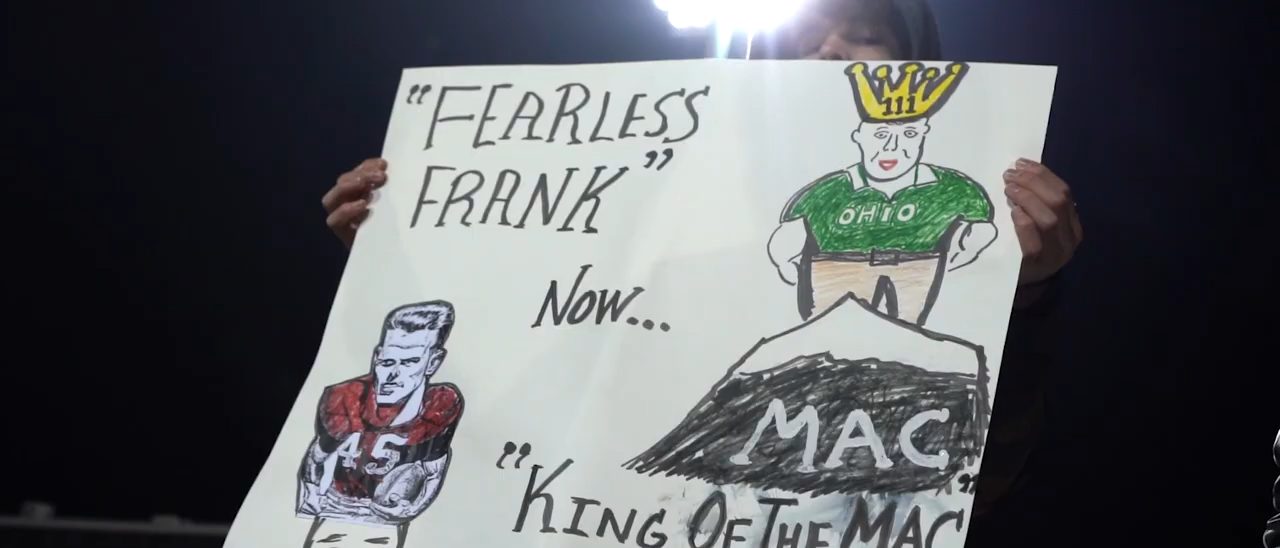 "FEARLESS
FRANK"
111
OHIO
Now...
MAC
45
"KING OF THE MAC"